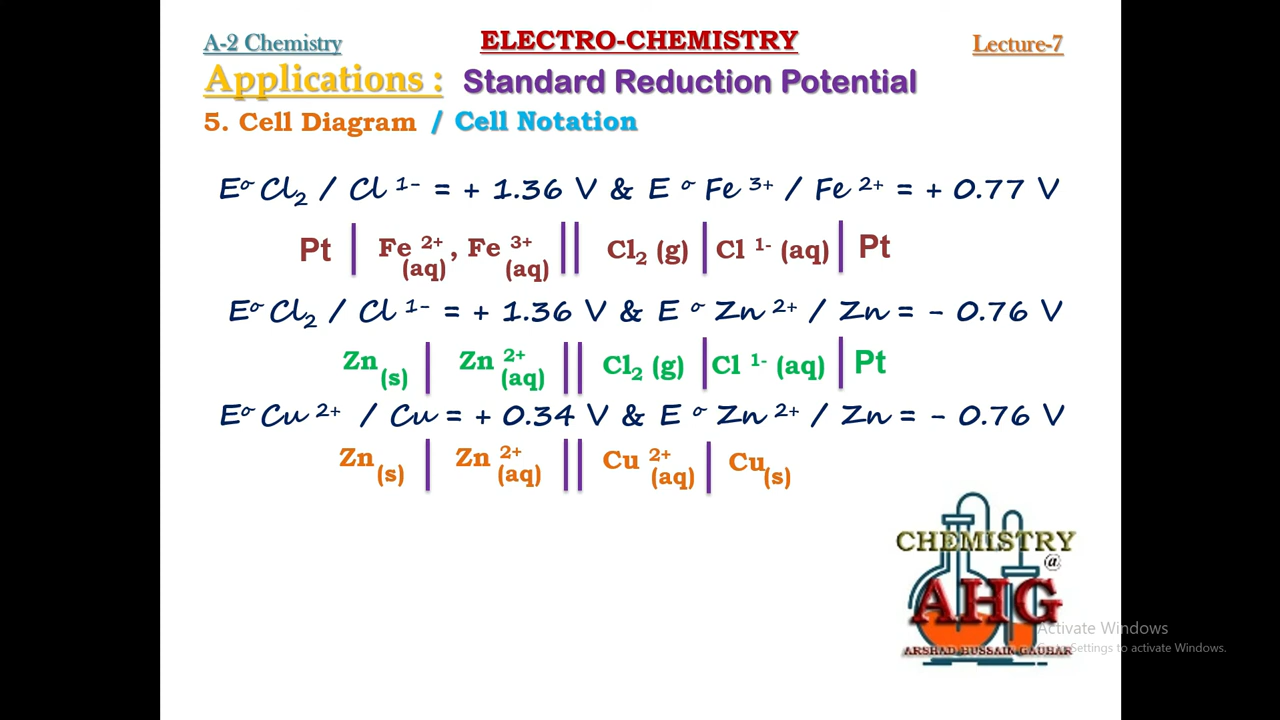 A-2 Chemistry ELECTRO-CHEMISTRY Lecture-7
Applications : Standard Reduction Potential
5. Cell Diagram / Cell Notation
E° Cl₂ / Cl ¹⁻ = + 1.36 V & E ° Fe ³⁺ / Fe ²⁺ = + 0.77 V
Pt | Fe ²⁺ (aq) , Fe ³⁺ (aq) || Cl₂ (g) | Cl ¹⁻ (aq) | Pt
E° Cl₂ / Cl ¹⁻ = + 1.36 V & E ° Zn ²⁺ / Zn = - 0.76 V
Zn (s) | Zn ²⁺ (aq) || Cl₂ (g) | Cl ¹⁻ (aq) | Pt
E° Cu ²⁺ / Cu = + 0.34 V & E ° Zn ²⁺ / Zn = - 0.76 V
Zn (s) | Zn ²⁺ (aq) || Cu ²⁺ (aq) | Cu (s)
CHEMISTRY
@
AHG
ARSHAD HUSSAIN GAUHAR
Activate Windows
Go to Settings to activate Windows.